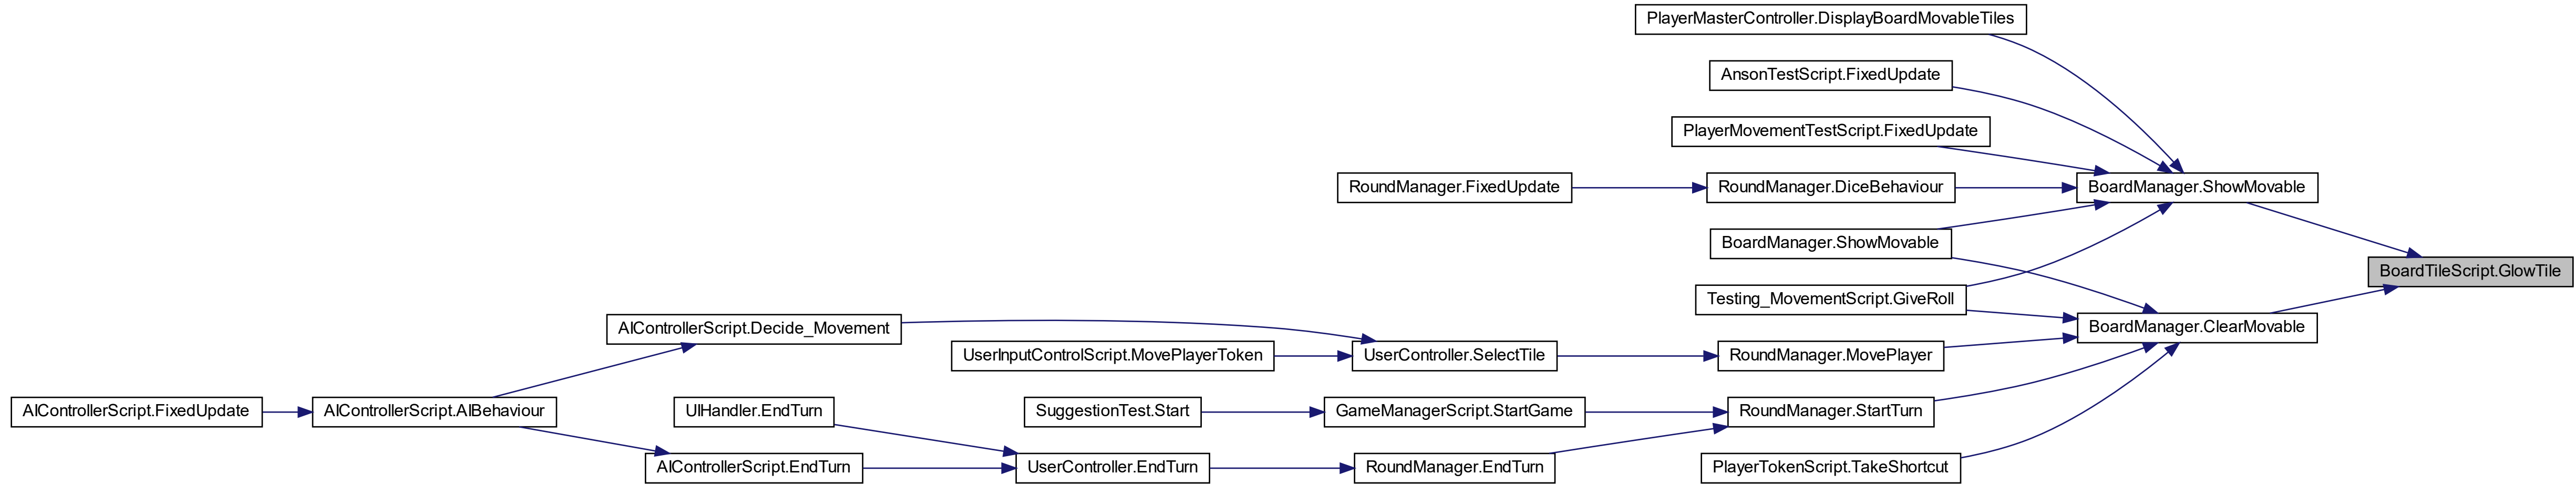 PlayerMasterController.DisplayBoardMovableTiles
AnsonTestScript.FixedUpdate
PlayerMovementTestScript.FixedUpdate
RoundManager.FixedUpdate
RoundManager.DiceBehaviour
BoardManager.ShowMovable
BoardManager.ShowMovable
BoardTileScript.GlowTile
Testing_MovementScript.GiveRoll
AIControllerScript.Decide_Movement
BoardManager.ClearMovable
UserInputControlScript.MovePlayerToken
UserController.SelectTile
RoundManager.MovePlayer
AIControllerScript.FixedUpdate
AIControllerScript.AIBehaviour
UIHandler.EndTurn
SuggestionTest.Start
GameManagerScript.StartGame
RoundManager.StartTurn
AIControllerScript.EndTurn
UserController.EndTurn
RoundManager.EndTurn
PlayerTokenScript.TakeShortcut